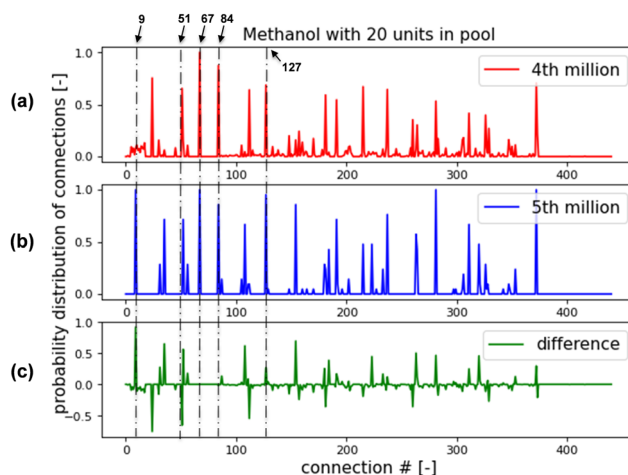 9 51 67 84
Methanol with 20 units in pool
127
probability distribution of connections [-]
(a)
1.0
0.5
0.0
4th million
0 100 200 300 400
(b)
1.0
0.5
0.0
5th million
0 100 200 300 400
(c)
1.0
0.5
0.0
−0.5
difference
0 100 200 300 400
connection # [-]